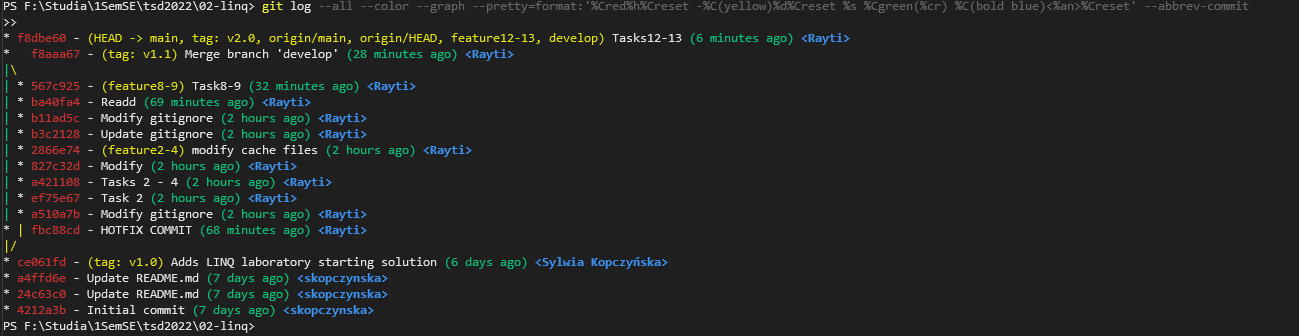 PS F:\Studia\1SemSE\tsd2022\02-linq> git log --all --color --graph --pretty=format:'%Cred%h%Creset -%C(yellow)%d%Creset %s %Cgreen(%cr) %C(bold blue)<%an>%Creset' --abbrev-commit
>>
* f8dbe60 - (HEAD -> main, tag: v2.0, origin/main, origin/HEAD, feature12-13, develop) Tasks12-13 (6 minutes ago) <Rayti>
*   f8aaa67 - (tag: v1.1) Merge branch 'develop' (28 minutes ago) <Rayti>
|\
| * 567c925 - (feature8-9) Task8-9 (32 minutes ago) <Rayti>
| * ba40fa4 - Readd (69 minutes ago) <Rayti>
| * b11ad5c - Modify gitignore (2 hours ago) <Rayti>
| * b3c2128 - Update gitignore (2 hours ago) <Rayti>
| * 2866e74 - (feature2-4) modify cache files (2 hours ago) <Rayti>
| * 827c32d - Modify (2 hours ago) <Rayti>
| * a421108 - Tasks 2 - 4 (2 hours ago) <Rayti>
| * ef75e67 - Task 2 (2 hours ago) <Rayti>
| * a510a7b - Modify gitignore (2 hours ago) <Rayti>
* | fbc88cd - HOTFIX COMMIT (68 minutes ago) <Rayti>
|/
* ce061fd - (tag: v1.0) Adds LINQ laboratory starting solution (6 days ago) <Sylwia Kopczyńska>
* a4ffd6e - Update README.md (7 days ago) <skopczynska>
* 24c63c0 - Update README.md (7 days ago) <skopczynska>
* 4212a3b - Initial commit (7 days ago) <skopczynska>
PS F:\Studia\1SemSE\tsd2022\02-linq>